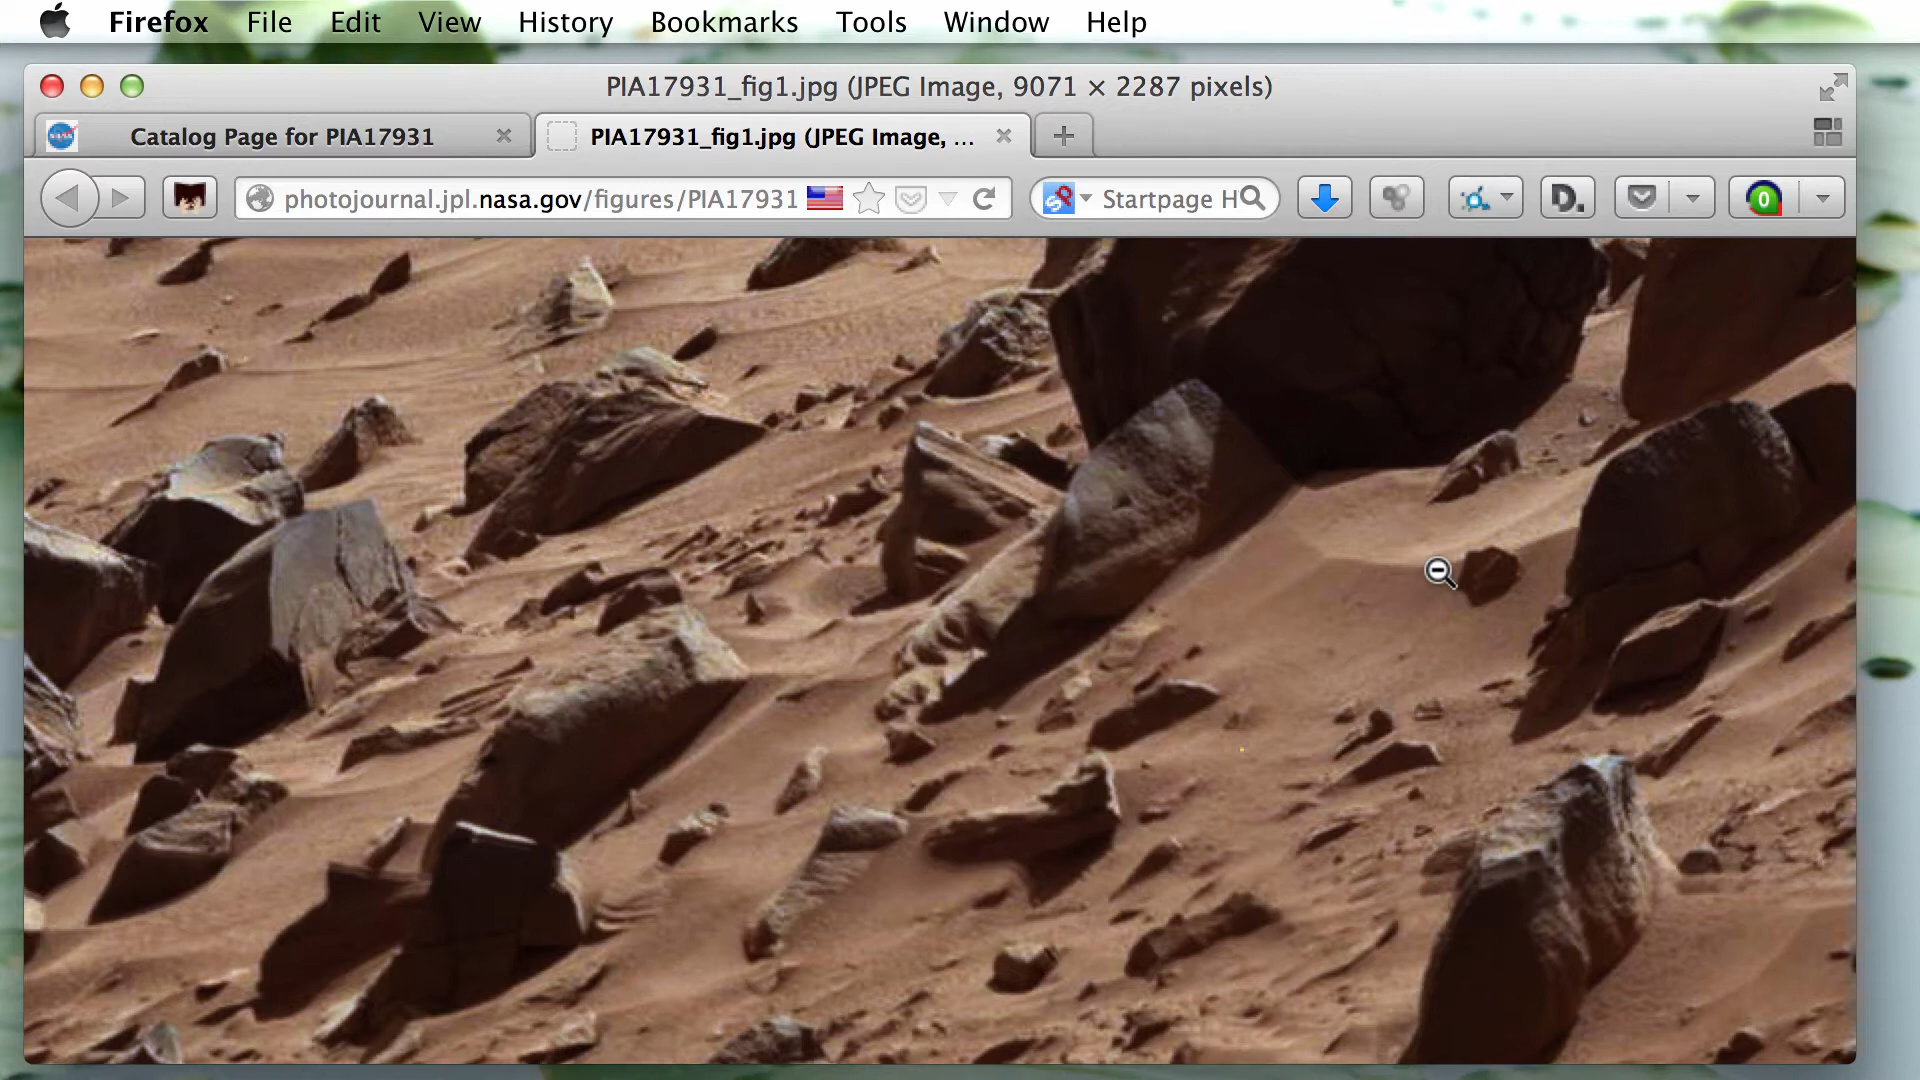 Firefox File Edit View History Bookmarks Tools Window Help
PIA17931_fig1.jpg (JPEG Image, 9071 × 2287 pixels)
Catalog Page for PIA17931
PIA17931_fig1.jpg (JPEG Image, ...
photojournal.jpl.nasa.gov/figures/PIA17931
Startpage H
D.
0